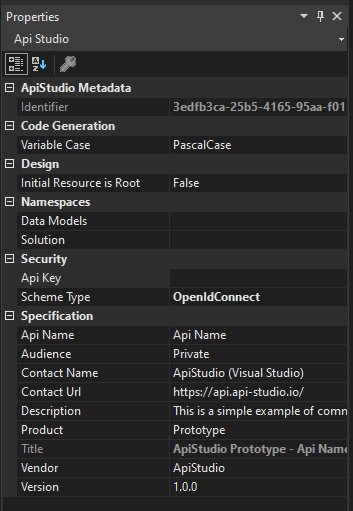 Properties
Api Studio
ApiStudio Metadata
Identifier 3edfb3ca-25b5-4165-95aa-f01
Code Generation
Variable Case PascalCase
Design
Initial Resource is Root False
Namespaces
Data Models
Solution
Security
Api Key
Scheme Type OpenIdConnect
Specification
Api Name Api Name
Audience Private
Contact Name ApiStudio (Visual Studio)
Contact Url https://api.api-studio.io/
Description This is a simple example of comm
Product Prototype
Title ApiStudio Prototype - Api Name
Vendor ApiStudio
Version 1.0.0